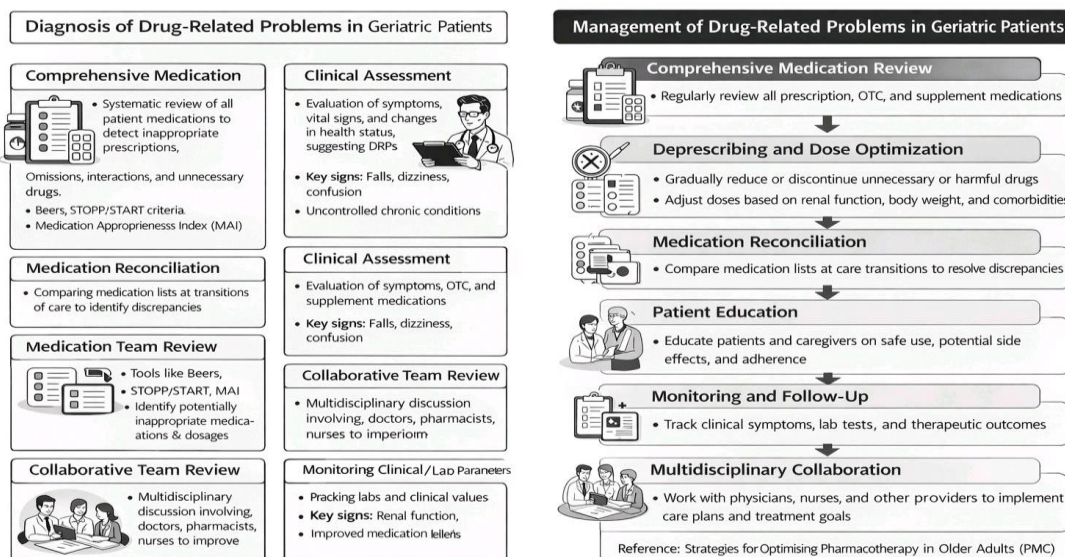 Diagnosis of Drug-Related Problems in Geriatric Patients
Comprehensive Medication
• Systematic review of all
patient medications to
detect inappropriate
prescriptions,
Omissions, interactions, and unnecessary
drugs.
• Beers, STOPP/START criteria.
• Medication Approprienesss Index (MAI)
Medication Reconciliation
• Comparing medication lists at transitions
of care to identify discrepancies
Medication Team Review
• Tools like Beers,
• STOPP/START, MAI
• Identify potentially
inappropriate medica-
ations & dosages
Collaborative Team Review
• Multidisciplinary
discussion involving,
doctors, pharmacists,
nurses to improve
Clinical Assessment
• Evaluation of symptoms,
vital signs, and changes
in health status,
suggesting DRPs
• Key signs: Falls, dizziness,
confusion
• Uncontrolled chronic conditions
Clinical Assessment
• Evaluation of symptoms, OTC, and
supplement medications
• Key signs: Falls, dizziness,
confusion
Collaborative Team Review
• Multidisciplinary discussion
involving, doctors, pharmacists,
nurses to imperiorm
Monitoring Clinical/Lap Paraneters
• Pracking labs and clinical values
• Key signs: Renal function,
• Improved medication
Management of Drug-Related Problems in Geriatric Patients
Comprehensive Medication Review
• Regularly review all prescription, OTC, and supplement medications
Deprescribing and Dose Optimization
• Gradually reduce or discontinue unnecessary or harmful drugs
• Adjust doses based on renal function, body weight, and comorbidities
Medication Reconciliation
• Compare medication lists at care transitions to resolve discrepancies
Patient Education
• Educate patients and caregivers on safe use, potential side
effects, and adherence
Monitoring and Follow-Up
• Track clinical symptoms, lab tests, and therapeutic outcomes
Multidisciplinary Collaboration
• Work with physicians, nurses, and other providers to implement
care plans and treatment goals
Reference: Strategies for Optimising Pharmacotherapy in Older Adults (PMC)